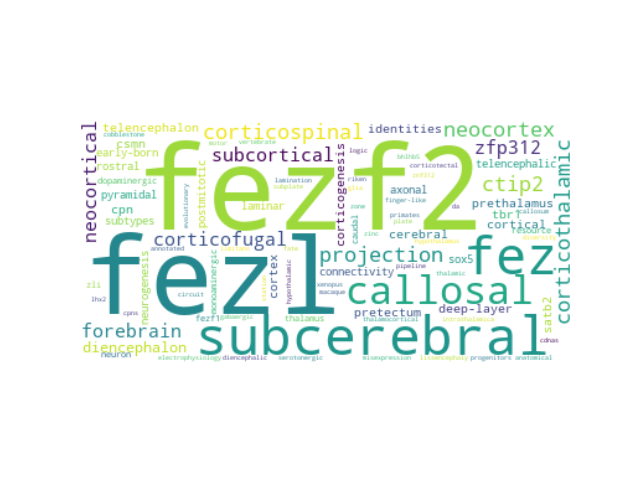 telencephalon
corticospinal
identities
neocortex
cobblestone
motor
vertebrate
csmn
early-born
rostral
subcortical
logic
bhlhb5
zfp312
corticotectal
telencephalic
neocortical
fezf2
corticogenesis
lamination
subplate
riken
finger-like
dopaminergic
pyramidal
cpn
subtypes
evolutionary
postmitotic
laminar
axonal
primates
ctip2
prethalamus
callosum
tbr1
cortical
resource
corticothalamic
fezl
corticofugal
caudal
zone
cerebral
plate
zinc
da
projection
sox5
fez
annotated
connectivity
pipeline
thalamic
xenopus
macaque
neurogenesis
monoaminergic
cortex
hypothalamic
zli
lhx2
circuit
callosal
satb2
cpns
fezf1
gabaergic
thalamus
pretectum
deep-layer
thalamocortical
intrathalamica
forebrain
subcerebral
diencephalon
neuron
cdnas
electrophysiology
diencephalic
serotonergic
misexpression
lissencephaly
progenitors
anatomical